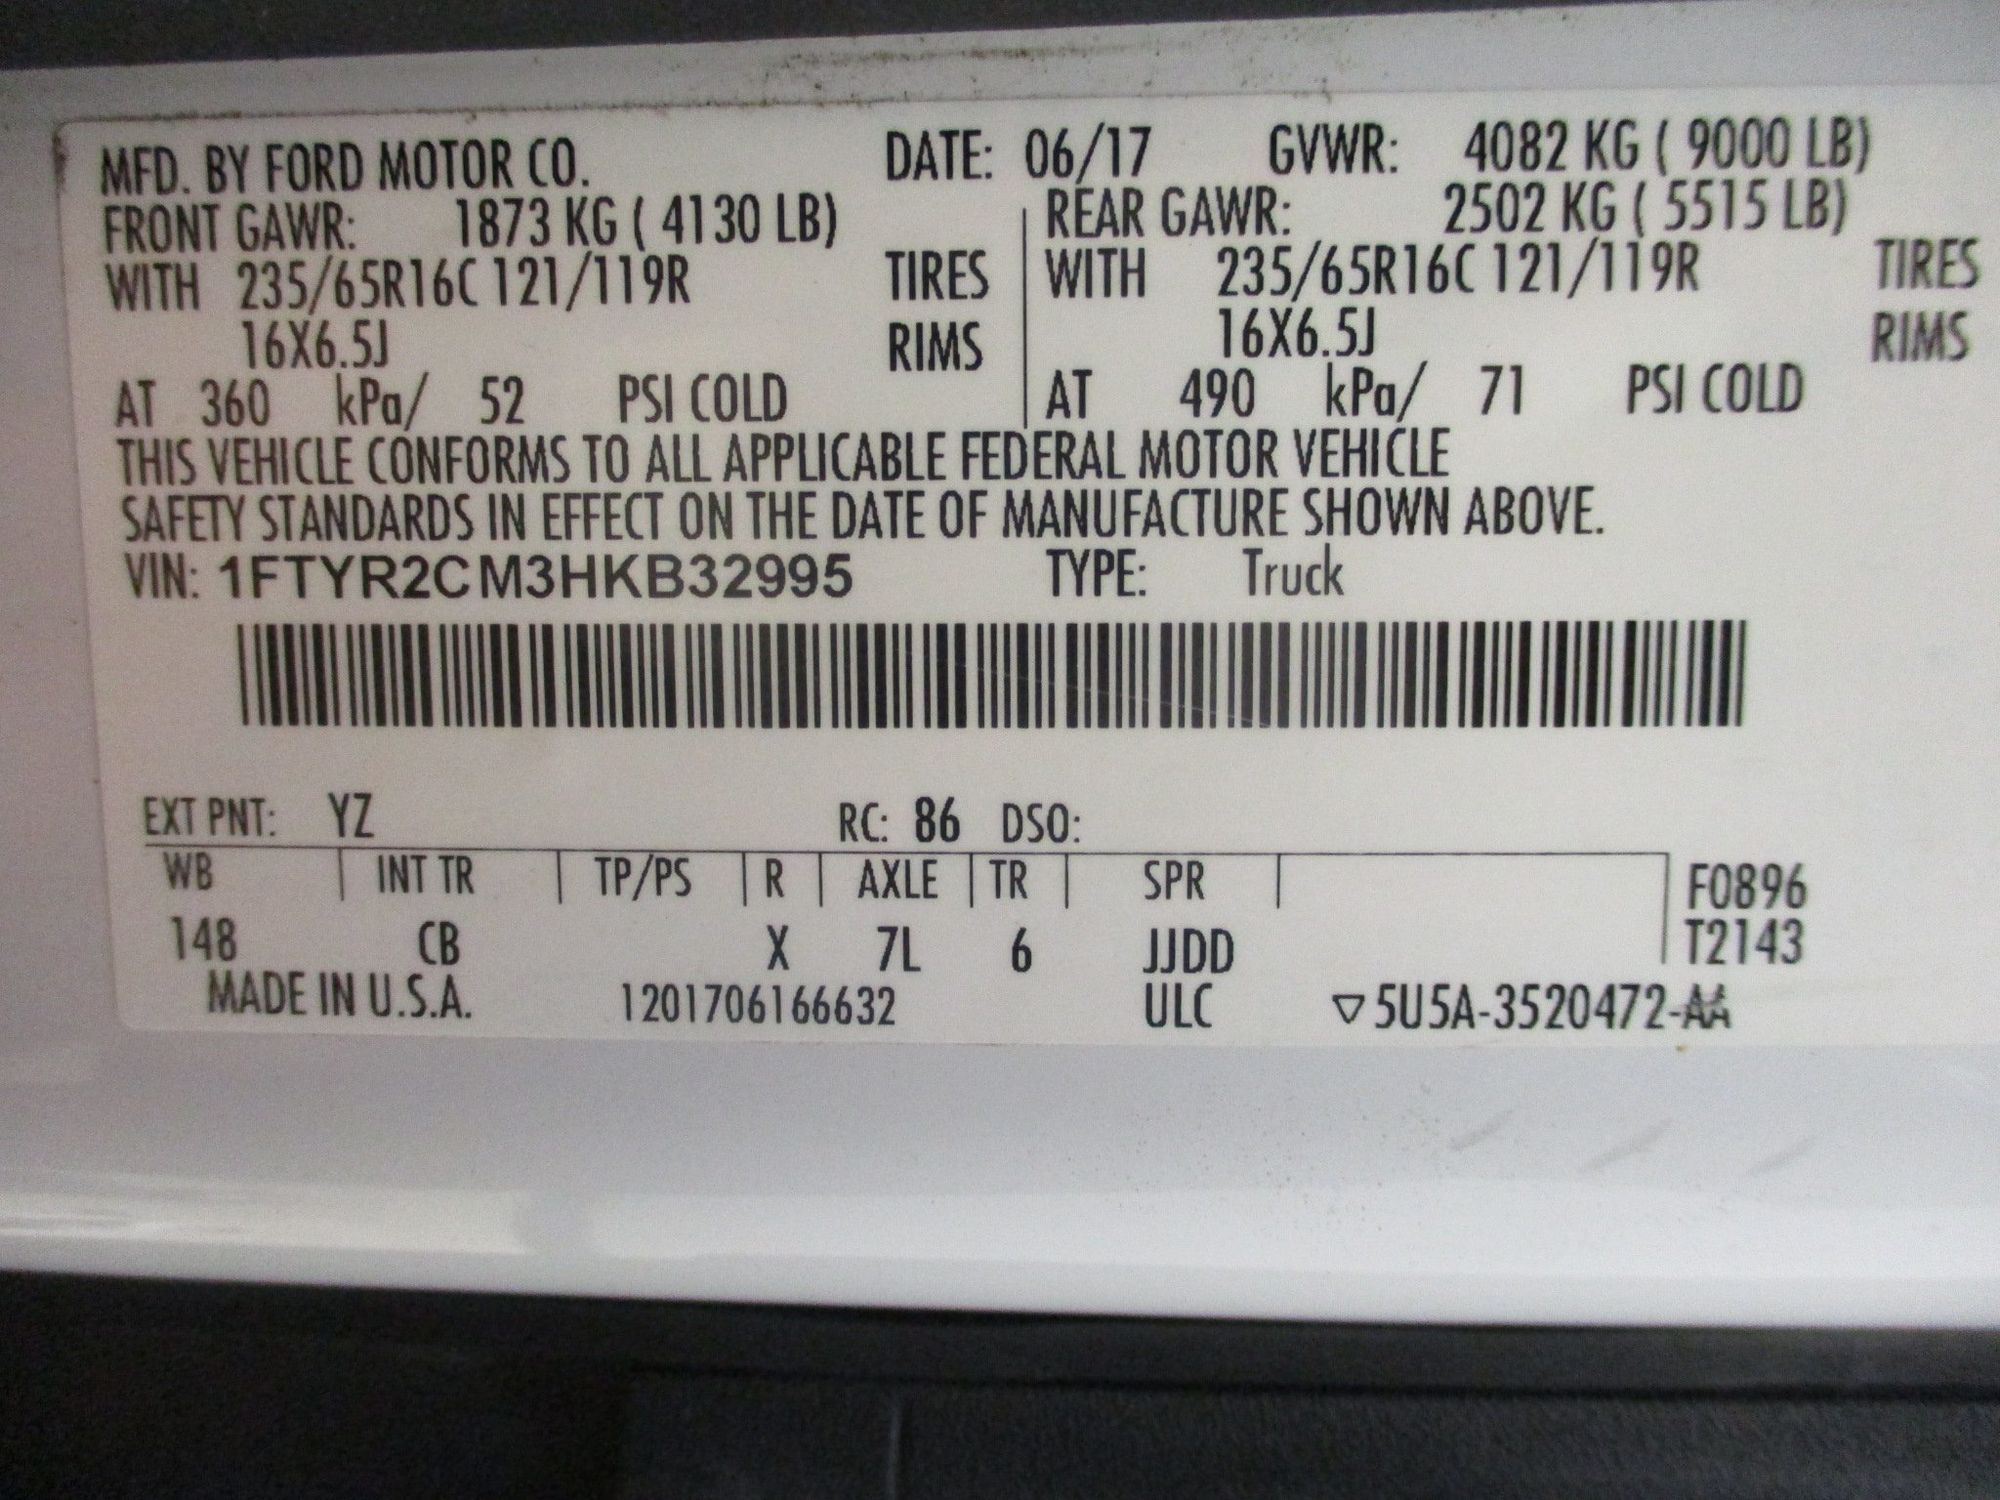 MFD. BY FORD MOTOR CO. DATE: 06/17 GVWR: 4082 KG ( 9000 LB)
FRONT GAWR: 1873 KG ( 4130 LB) REAR GAWR: 2502 KG ( 5515 LB)
WITH 235/65R16C 121/119R TIRES WITH 235/65R16C 121/119R TIRES
16X6.5J RIMS 16X6.5J RIMS
AT 360 kPa/ 52 PSI COLD AT 490 kPa/ 71 PSI COLD
THIS VEHICLE CONFORMS TO ALL APPLICABLE FEDERAL MOTOR VEHICLE
SAFETY STANDARDS IN EFFECT ON THE DATE OF MANUFACTURE SHOWN ABOVE.
VIN: 1FTYR2CM3HKB32995 TYPE: Truck
EXT PNT: YZ RC: 86 DSO:
WB INT TR TP/PS R AXLE TR SPR F0896
148 CB X 7L 6 JJDD T2143
MADE IN U.S.A. 1201706166632 ULC ▽5U5A-3520472-AA